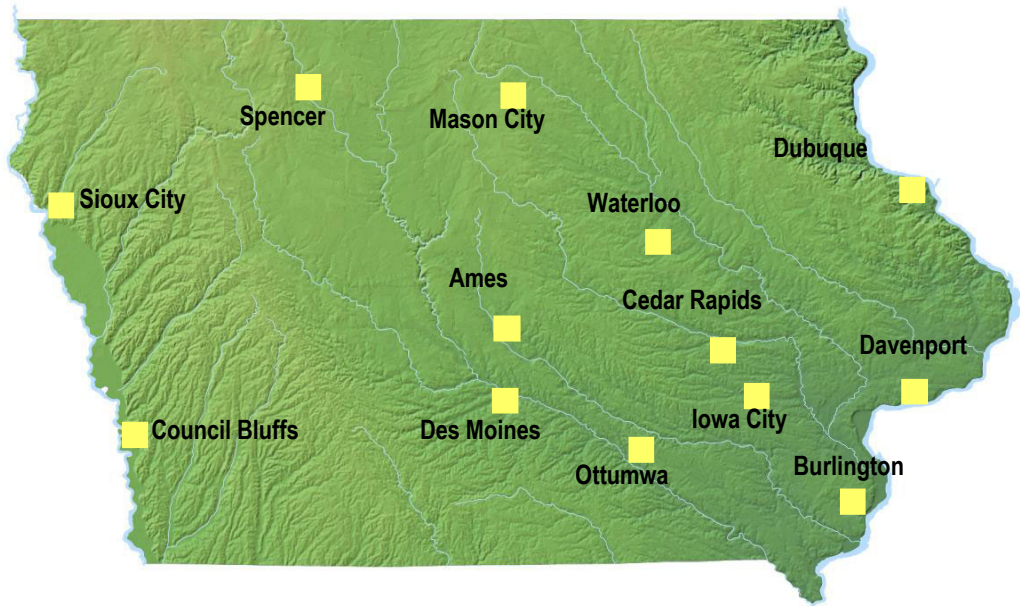 Spencer
Mason City
Dubuque
Sioux City
Waterloo
Ames
Cedar Rapids
Davenport
Council Bluffs
Des Moines
Iowa City
Ottumwa
Burlington